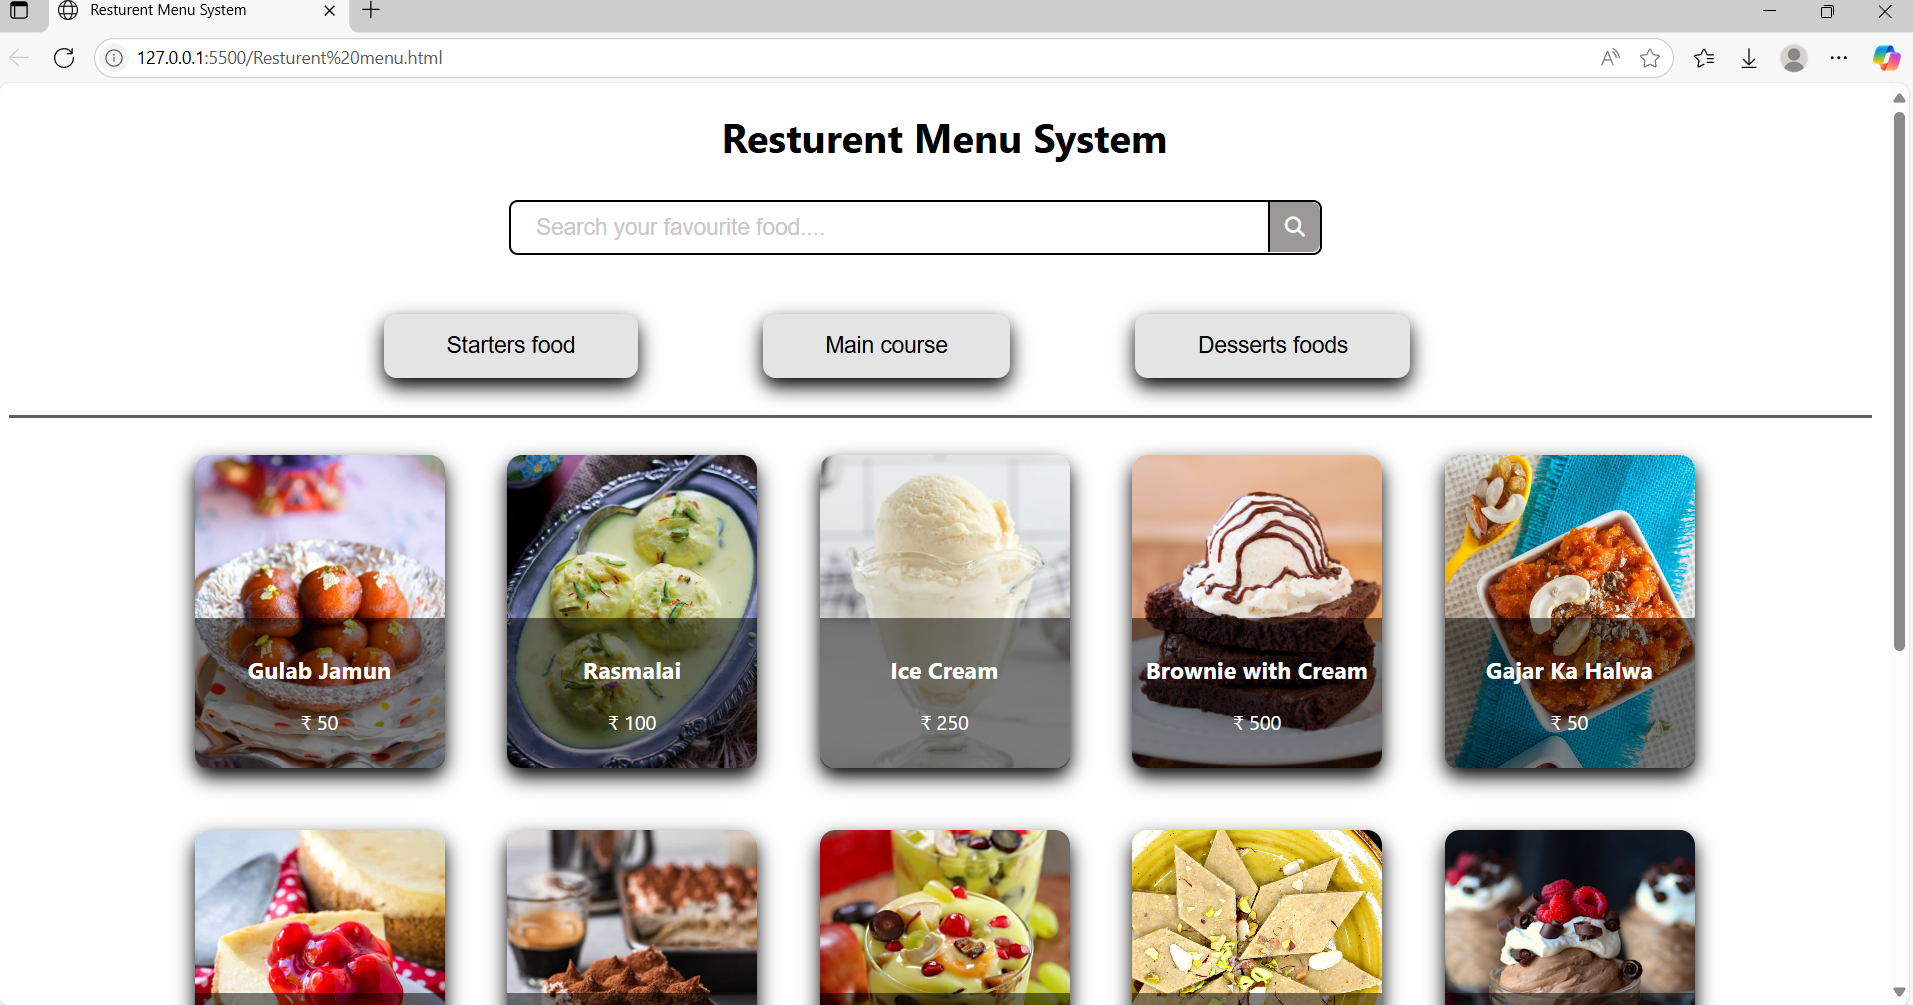 Resturent Menu System
127.0.0.1:5500/Resturent%20menu.html
Resturent Menu System
Search your favourite food....
Starters food
Main course
Desserts foods
Gulab Jamun
Rasmalai
Ice Cream
Brownie with Cream
Gajar Ka Halwa
₹ 50
₹ 100
₹ 250
₹ 500
₹ 50